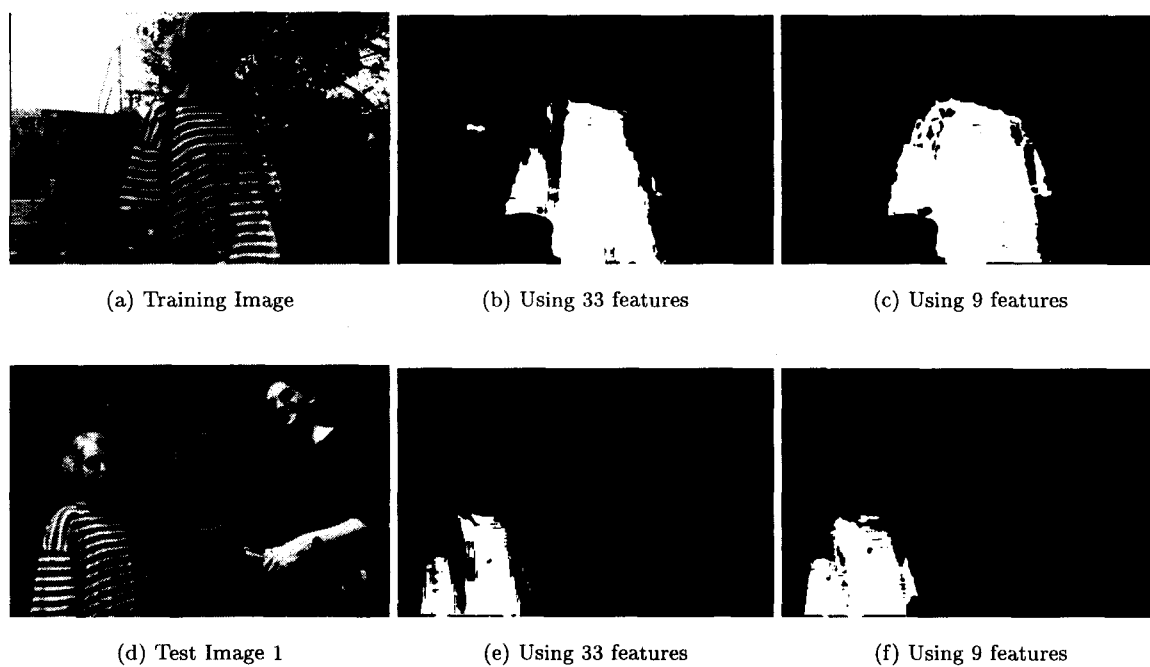 (a) Training Image
(b) Using 33 features
(c) Using 9 features
(d) Test Image 1
(e) Using 33 features
(f) Using 9 features